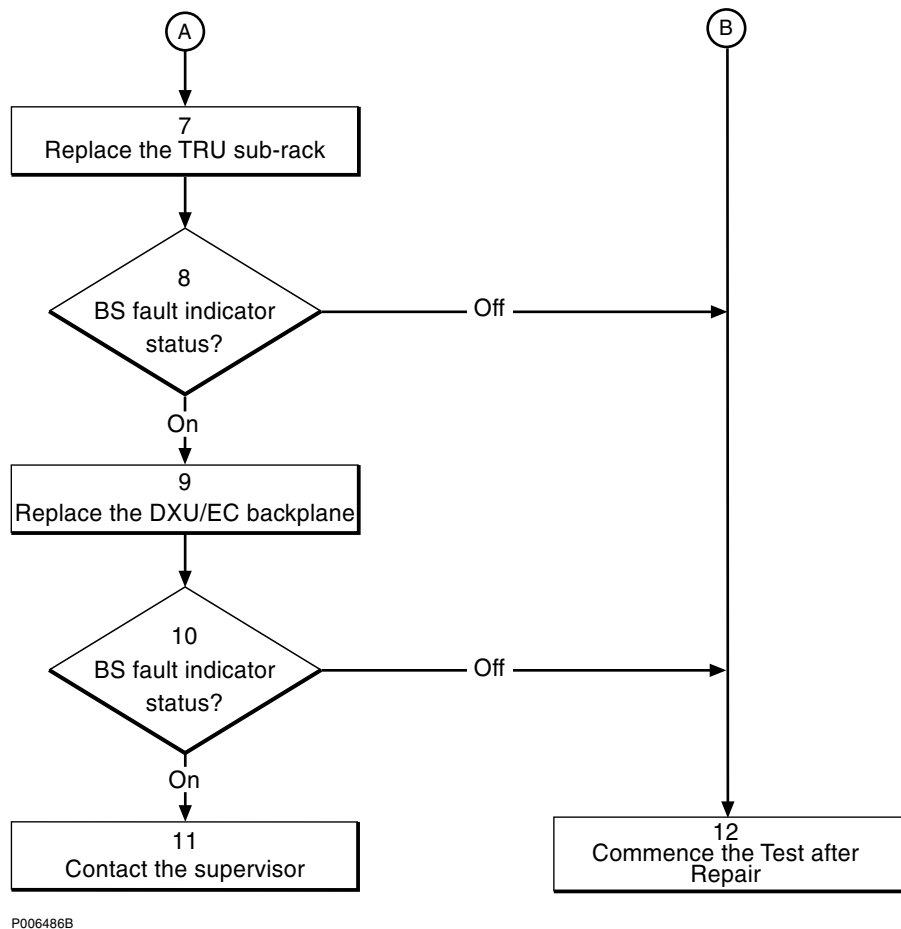 A
B
7
Replace the TRU sub-rack
8
BS fault indicator
status?
Off
On
9
Replace the DXU/EC backplane
10
BS fault indicator
status?
Off
On
11
Contact the supervisor
12
Commence the Test after
Repair
P006486B